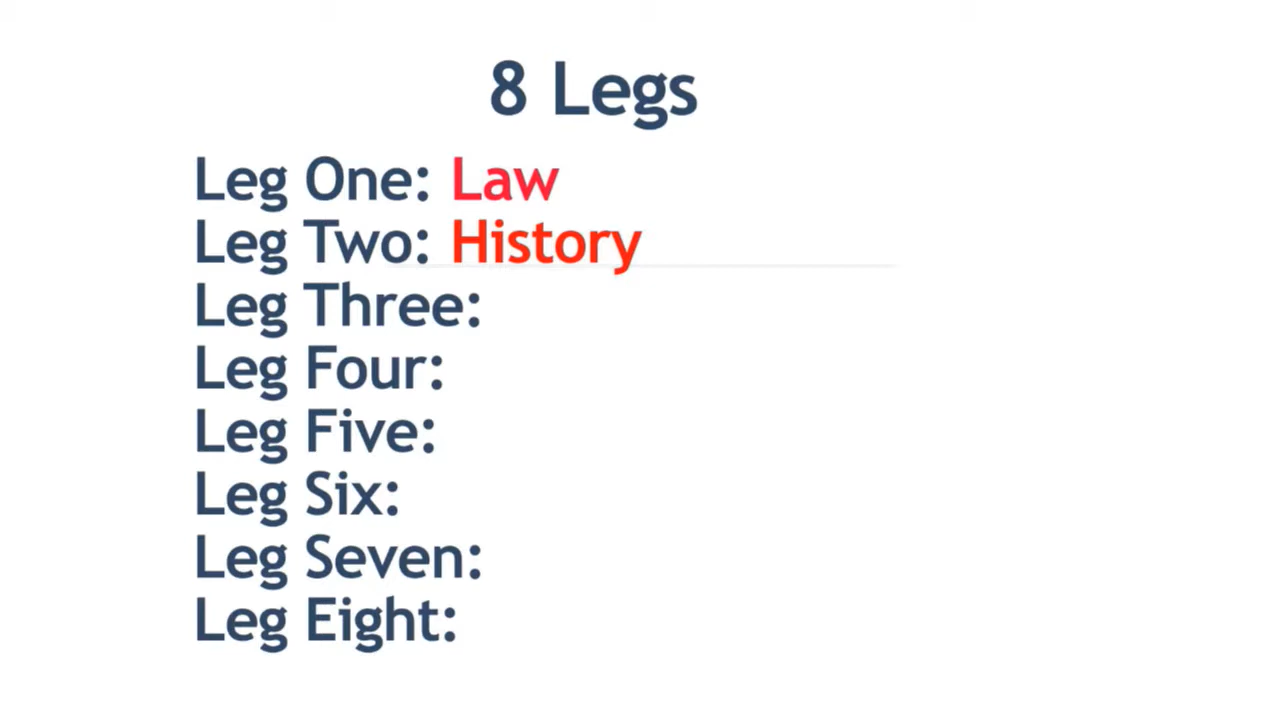 8 Legs
Leg One: Law
Leg Two: History
Leg Three:
Leg Four:
Leg Five:
Leg Six:
Leg Seven:
Leg Eight: